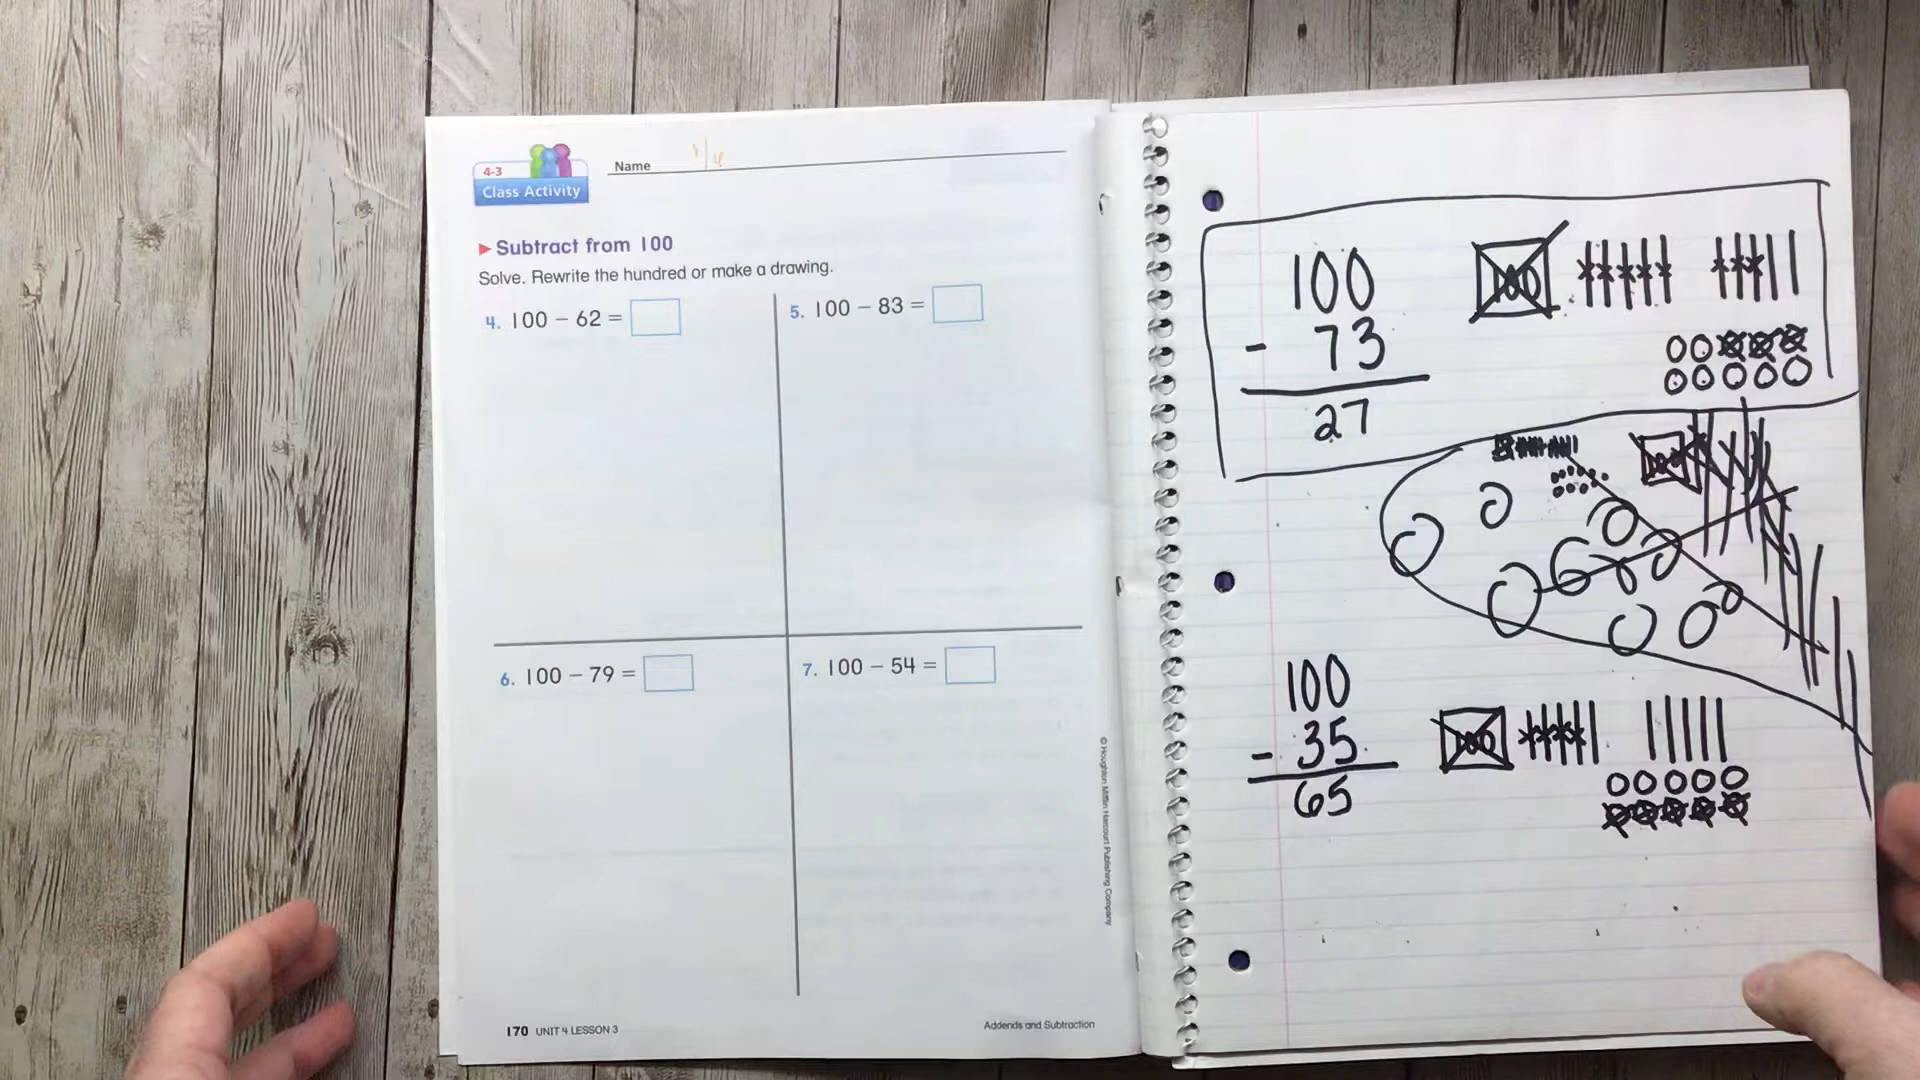 4-3
Class Activity
Name
Subtract from 100
Solve. Rewrite the hundred or make a drawing.
4. 100 − 62 =
5. 100 − 83 =
6. 100 − 79 =
7. 100 − 54 =
170 UNIT 4 LESSON 3
Addends and Subtraction
© Houghton Mifflin Harcourt Publishing Company
100
- 73
27
100
100
100
- 35
65
100